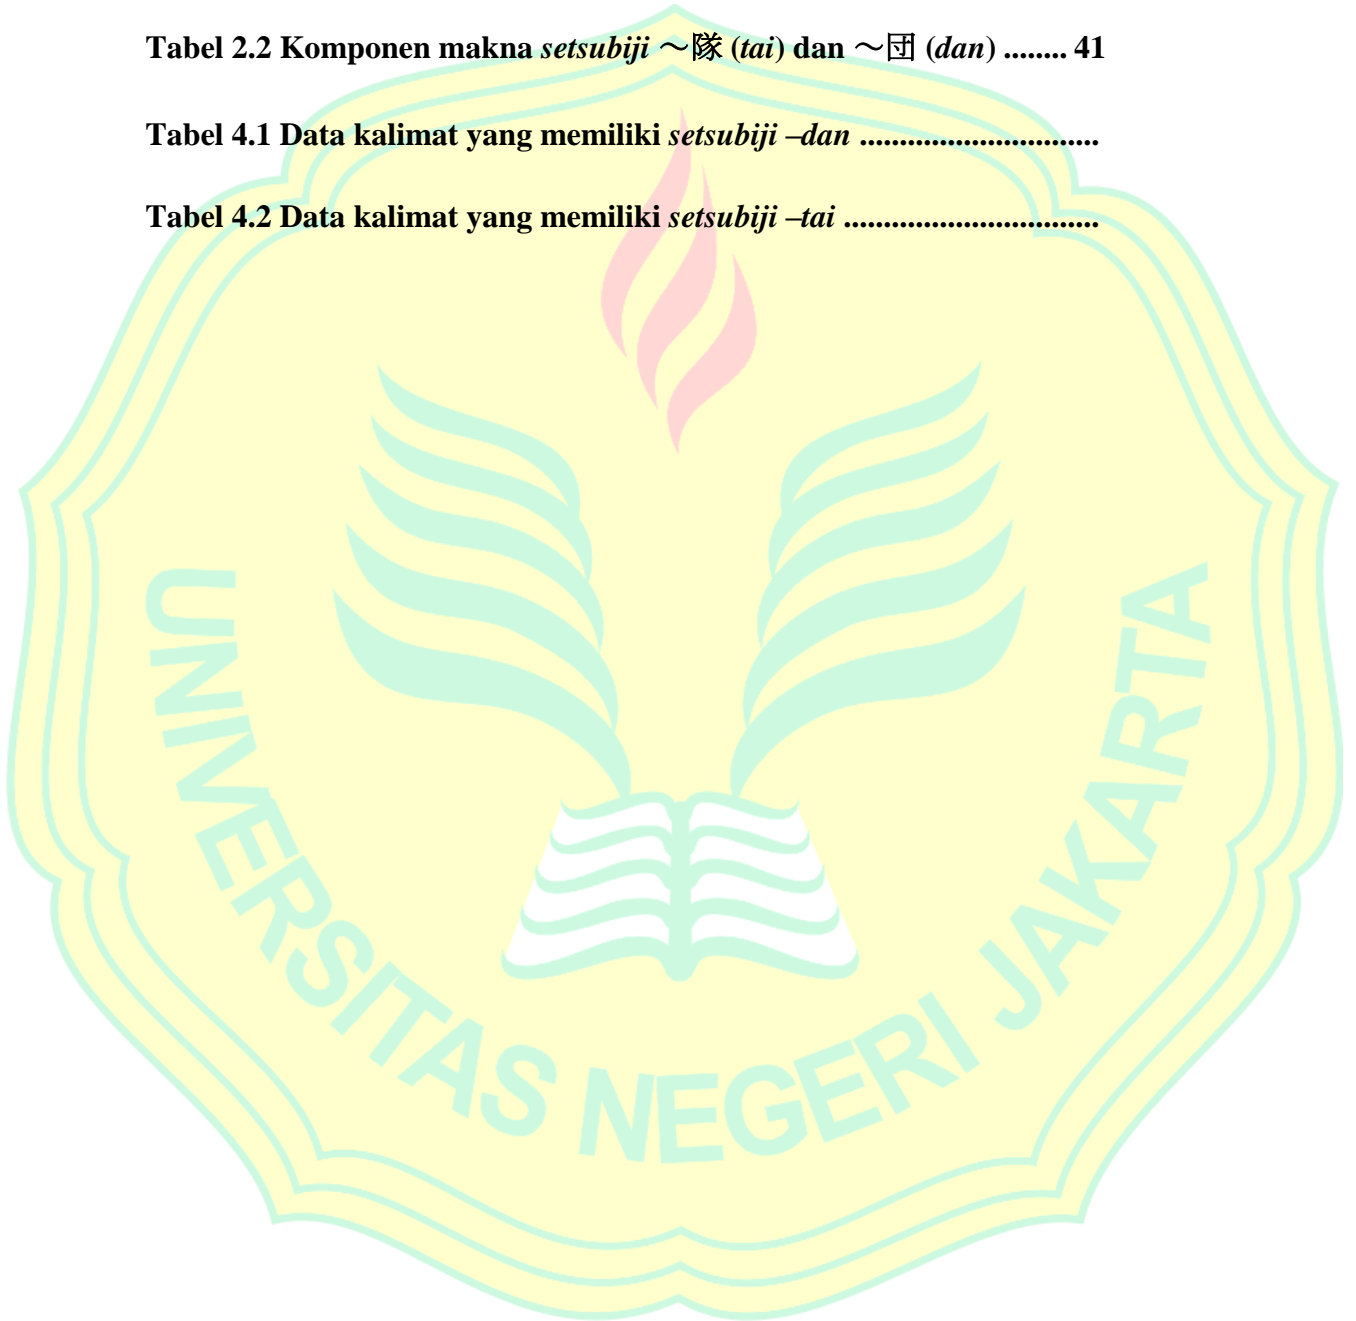 Tabel 2.2 Komponen makna setsubiji ～隊 (tai) dan ～団 (dan) ........ 41
Tabel 4.1 Data kalimat yang memiliki setsubiji –dan ..............................
Tabel 4.2 Data kalimat yang memiliki setsubiji –tai ................................
UNIVERSITAS NEGERI JAKARTA